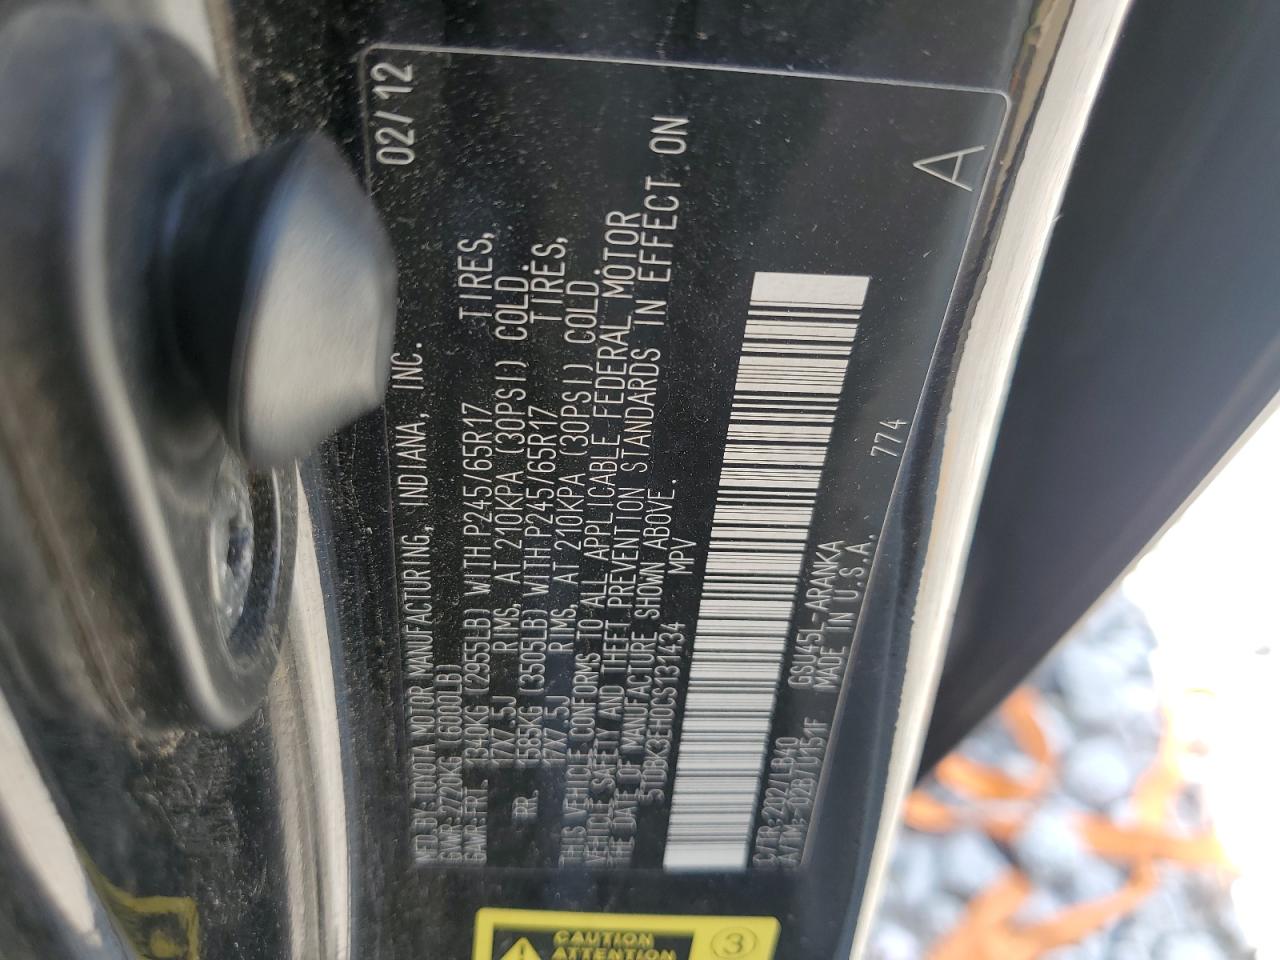 MFD. BY: TOYOTA MOTOR MANUFACTURING, INDIANA, INC. 02/12
GVWR: 2720KG ( 6000LB)
GAWR: FRT. 1340KG (2955LB) WITH P245/65R17 TIRES,
17X7.5J RIMS, AT 210KPA (30PSI) COLD.
RR. 1585KG (3505LB) WITH P245/65R17 TIRES,
17X7.5J RIMS, AT 210KPA (30PSI) COLD.
THIS VEHICLE CONFORMS TO ALL APPLICABLE FEDERAL MOTOR
VEHICLE SAFETY AND THEFT PREVENTION STANDARDS IN EFFECT ON
THE DATE OF MANUFACTURE SHOWN ABOVE.
5TDBK3EH0CS131434 MPV
C/TR: 202/LB40 GSU45L-ARANKA 774
A/TM: -02B/U151F MADE IN U.S.A.
A
CAUTION
ATTENTION
3